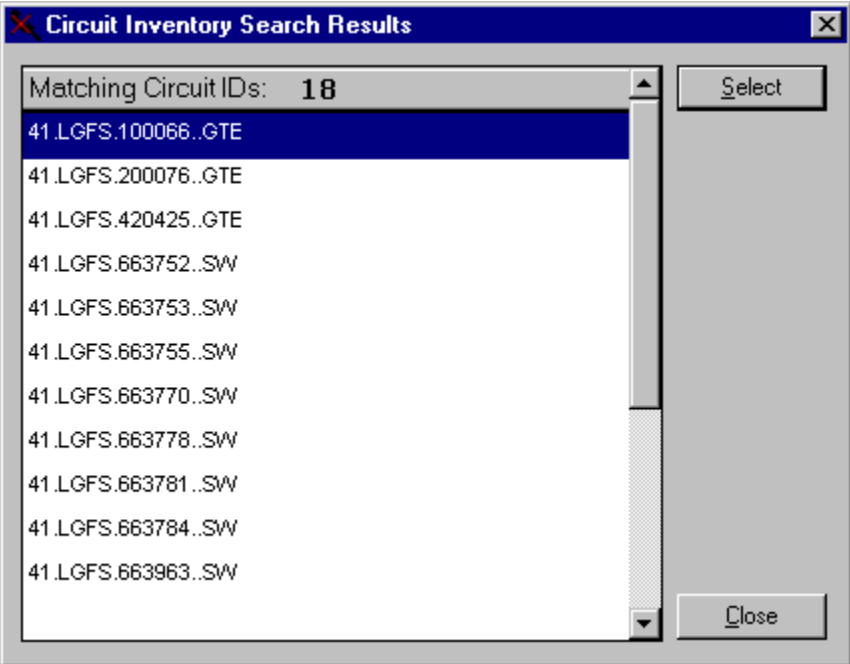 Circuit Inventory Search Results
Matching Circuit IDs: 18
Select
41.LGFS.100066..GTE
41.LGFS.200076..GTE
41.LGFS.420425..GTE
41.LGFS.663752..SW
41.LGFS.663753..SW
41.LGFS.663755..SW
41.LGFS.663770..SW
41.LGFS.663778..SW
41.LGFS.663781..SW
41.LGFS.663784..SW
41.LGFS.663963..SW
Close